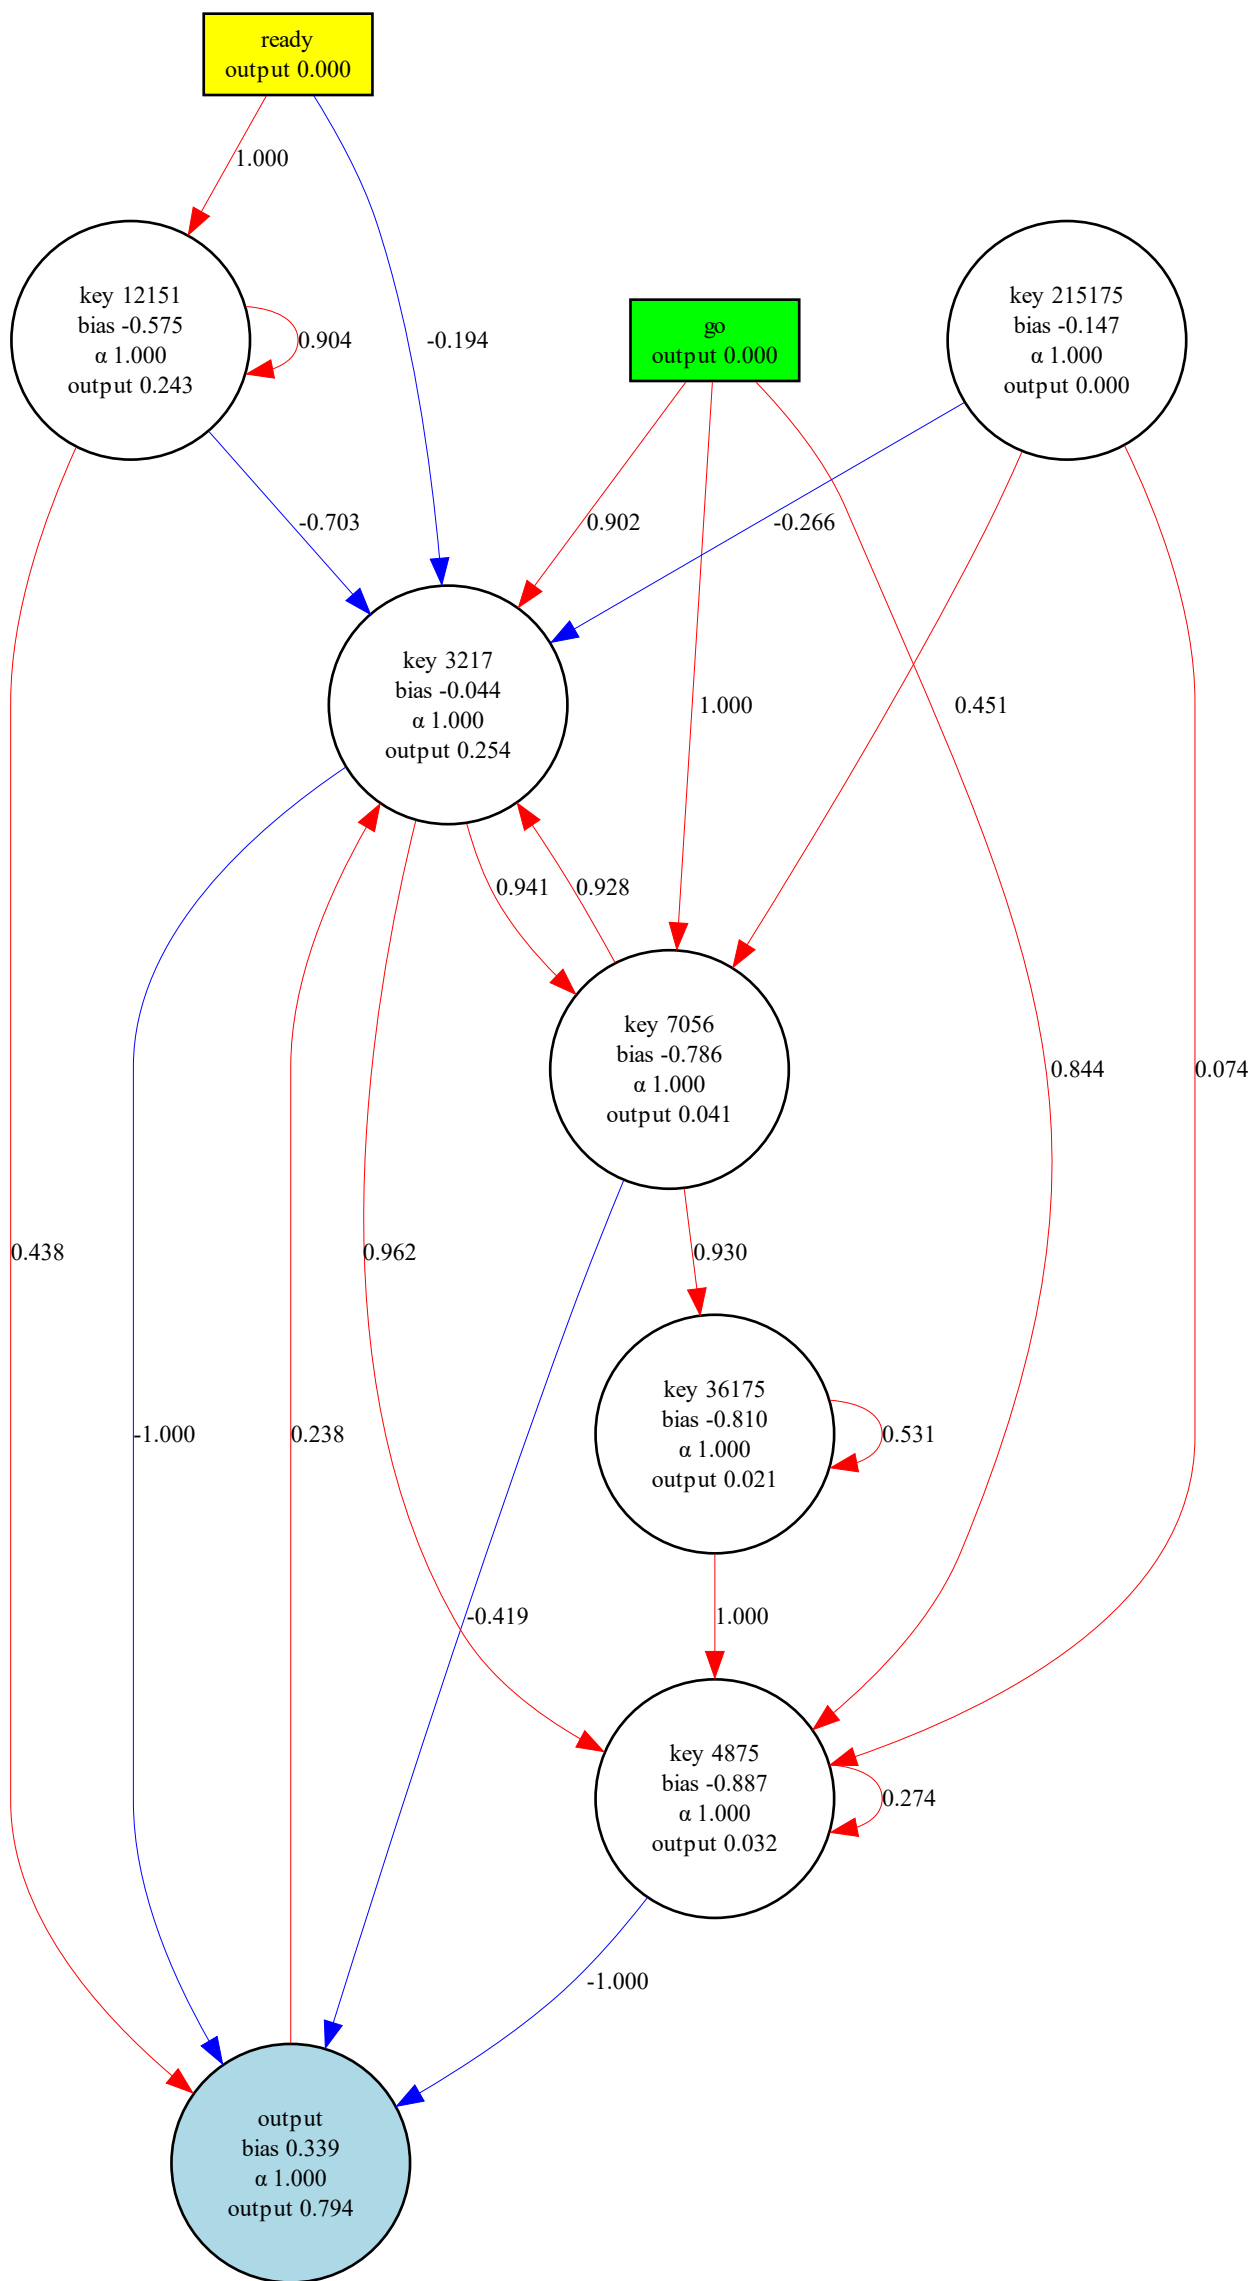 ready
output 0.000
1.000
key 12151
bias -0.575
α 1.000
output 0.243
0.904
-0.194
go
output 0.000
key 215175
bias -0.147
α 1.000
output 0.000
-0.703
0.902
-0.266
key 3217
bias -0.044
α 1.000
output 0.254
1.000
0.451
0.941
0.928
key 7056
bias -0.786
α 1.000
output 0.041
0.844
0.074
0.438
0.962
0.930
-1.000
0.238
key 36175
bias -0.810
α 1.000
output 0.021
0.531
-0.419
1.000
key 4875
bias -0.887
α 1.000
output 0.032
0.274
-1.000
output
bias 0.339
α 1.000
output 0.794